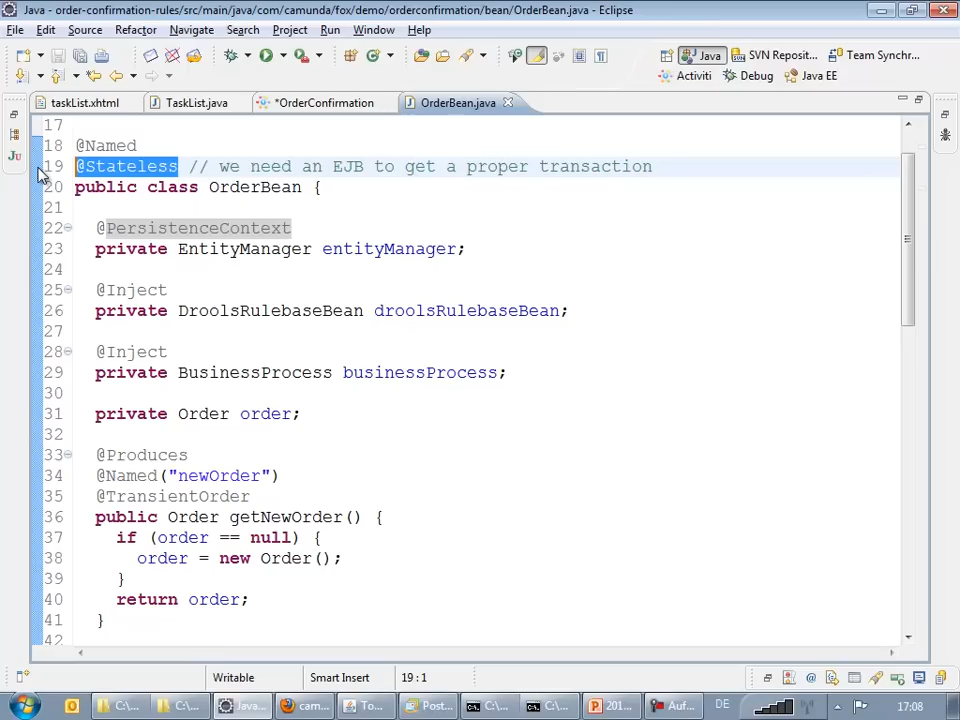 Java - order-confirmation-rules/src/main/java/com/camunda/fox/demo/orderconfirmation/bean/OrderBean.java - Eclipse
File Edit Source Refactor Navigate Search Project Run Window Help
Java SVN Reposit... Team Synchr...
Activiti Debug Java EE
taskList.xhtml TaskList.java *OrderConfirmation OrderBean.java
17
18 @Named
19 @Stateless // we need an EJB to get a proper transaction
20 public class OrderBean {
21
22 @PersistenceContext
23 private EntityManager entityManager;
24
25 @Inject
26 private DroolsRulebaseBean droolsRulebaseBean;
27
28 @Inject
29 private BusinessProcess businessProcess;
30
31 private Order order;
32
33 @Produces
34 @Named("newOrder")
35 @TransientOrder
36 public Order getNewOrder() {
37 if (order == null) {
38 order = new Order();
39 }
40 return order;
41 }
42
Writable Smart Insert 19 : 1
C:\... C:\... Java... cam... To... Post... C:\... C:\... 201... Auf... DE 17:08